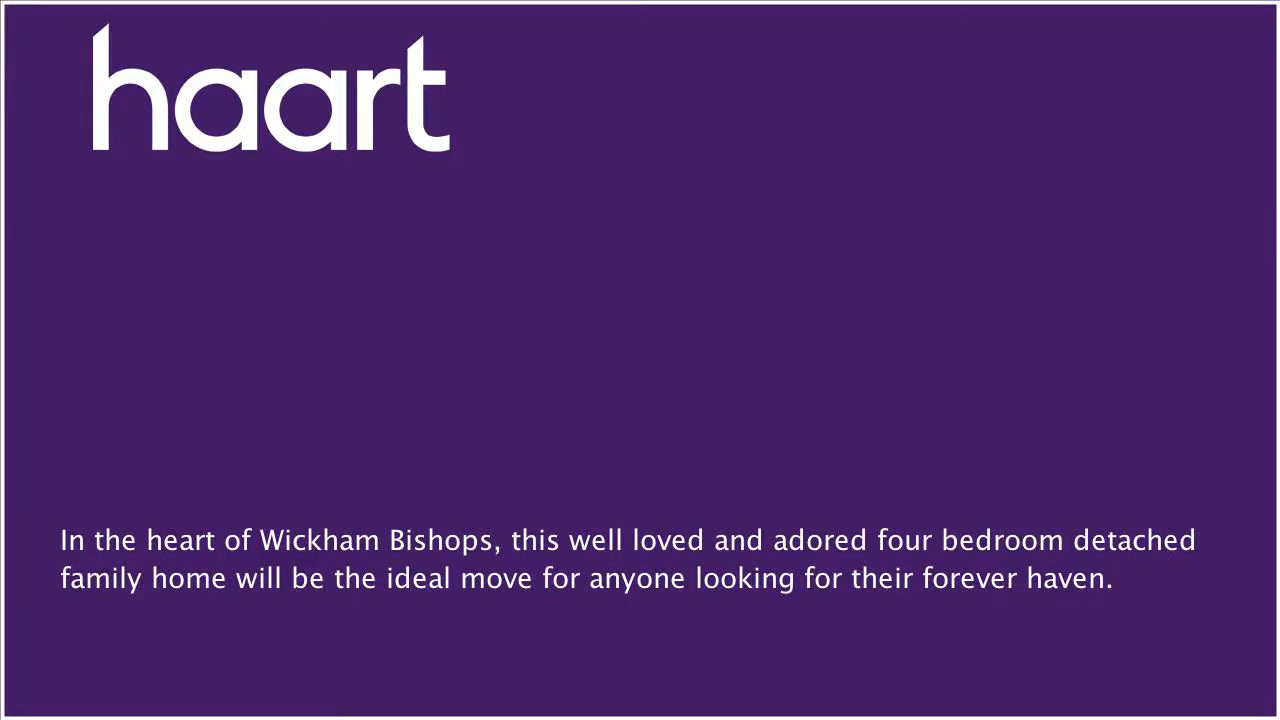 haart
In the heart of Wickham Bishops, this well loved and adored four bedroom detached
family home will be the ideal move for anyone looking for their forever haven.